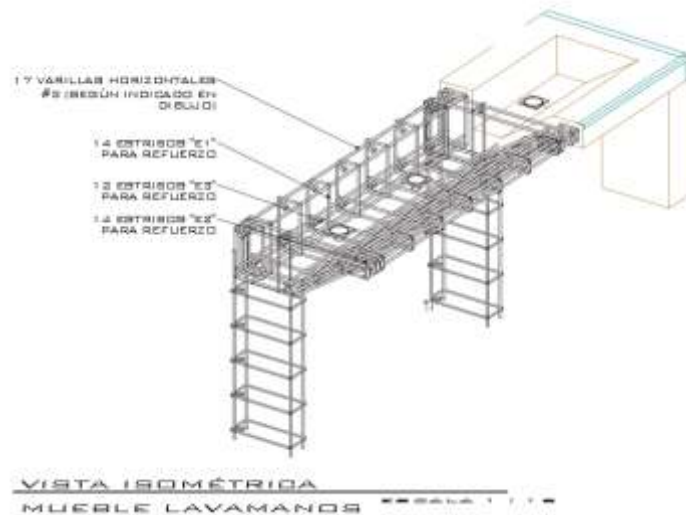 17 VARILLAS HORIZONTALES
#3 (SEGÚN INDICADO EN
DIBUJO)
14 ESTRIBOS "E1"
PARA REFUERZO
12 ESTRIBOS "E3"
PARA REFUERZO
14 ESTRIBOS "E2"
PARA REFUERZO
VISTA ISOMÉTRICA
MUEBLE LAVAMANOS
ESCALA